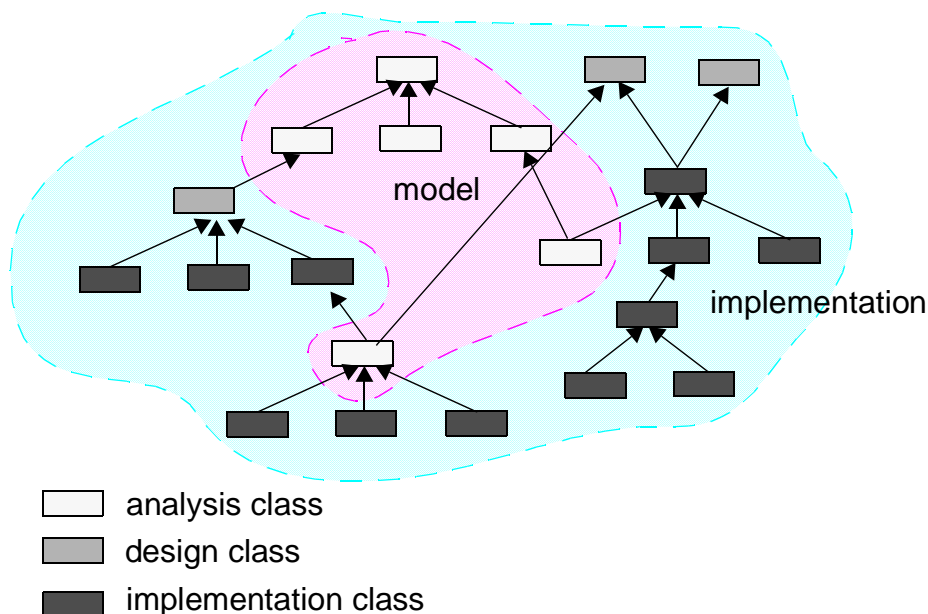 model
implementation
analysis class
design class
implementation class